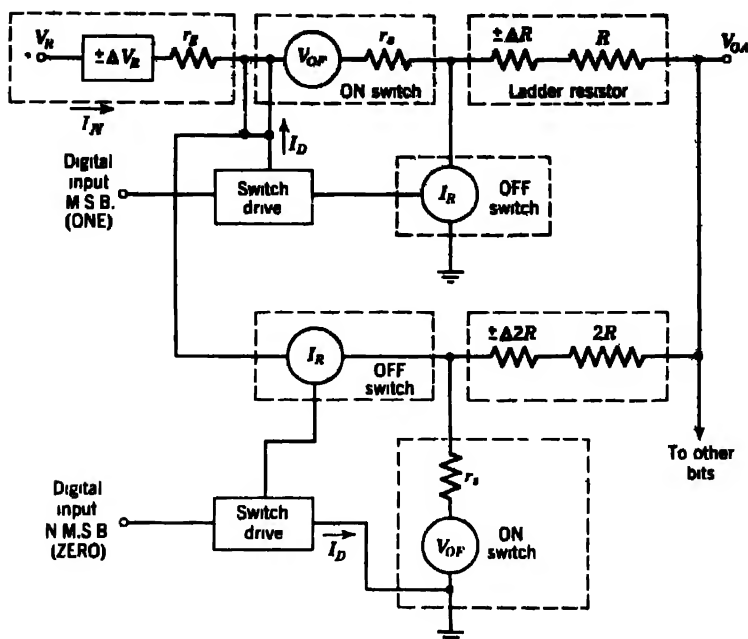 V_R
±ΔV_R
r_g
V_OF
r_s
ON switch
±ΔR
R
Ladder resistor
V_OA
I_N
I_D
Digital
input
M S B.
(ONE)
Switch
drive
I_R
OFF
switch
I_R
OFF
switch
±Δ2R
2R
To other
bits
r_s
V_OF
ON
switch
Digital
input
N M.S B
(ZERO)
Switch
drive
I_D